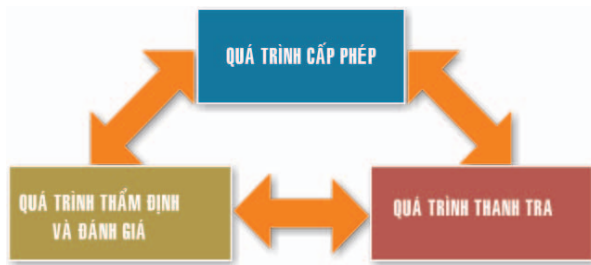 QUÁ TRÌNH CẤP PHÉP
QUÁ TRÌNH THẨM ĐỊNH
VÀ ĐÁNH GIÁ
QUÁ TRÌNH THANH TRA